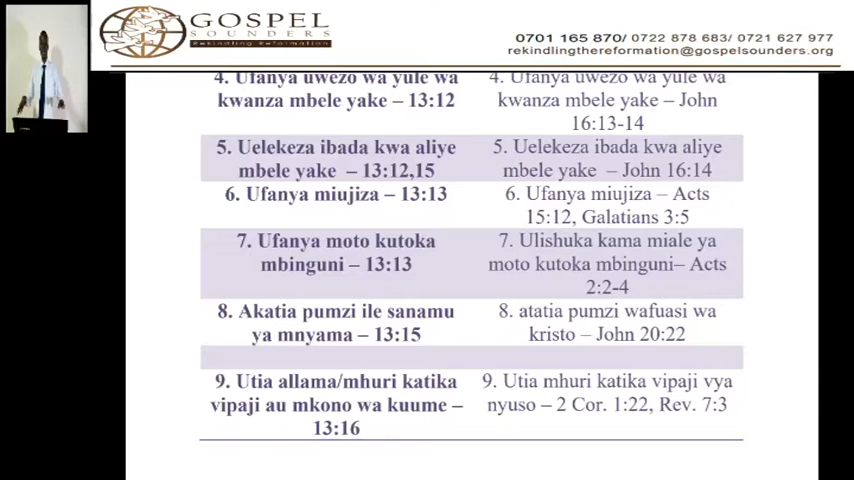 GOSPEL
SOUNDERS
Rekindling Reformation
0701 165 870/ 0722 878 683/ 0721 627 977
rekindlingthereformation@gospelsounders.org
4. Ufanya uwezo wa yule wa
kwanza mbele yake – 13:12
4. Ufanya uwezo wa yule wa
kwanza mbele yake – John
16:13-14
5. Uelekeza ibada kwa aliye
mbele yake – 13:12,15
5. Uelekeza ibada kwa aliye
mbele yake – John 16:14
6. Ufanya miujiza – 13:13
6. Ufanya miujiza – Acts
15:12, Galatians 3:5
7. Ufanya moto kutoka
mbinguni – 13:13
7. Ulishuka kama miale ya
moto kutoka mbinguni– Acts
2:2-4
8. Akatia pumzi ile sanamu
ya mnyama – 13:15
8. atatia pumzi wafuasi wa
kristo – John 20:22
9. Utia allama/mhuri katika
vipaji au mkono wa kuume –
13:16
9. Utia mhuri katika vipaji vya
nyuso – 2 Cor. 1:22, Rev. 7:3